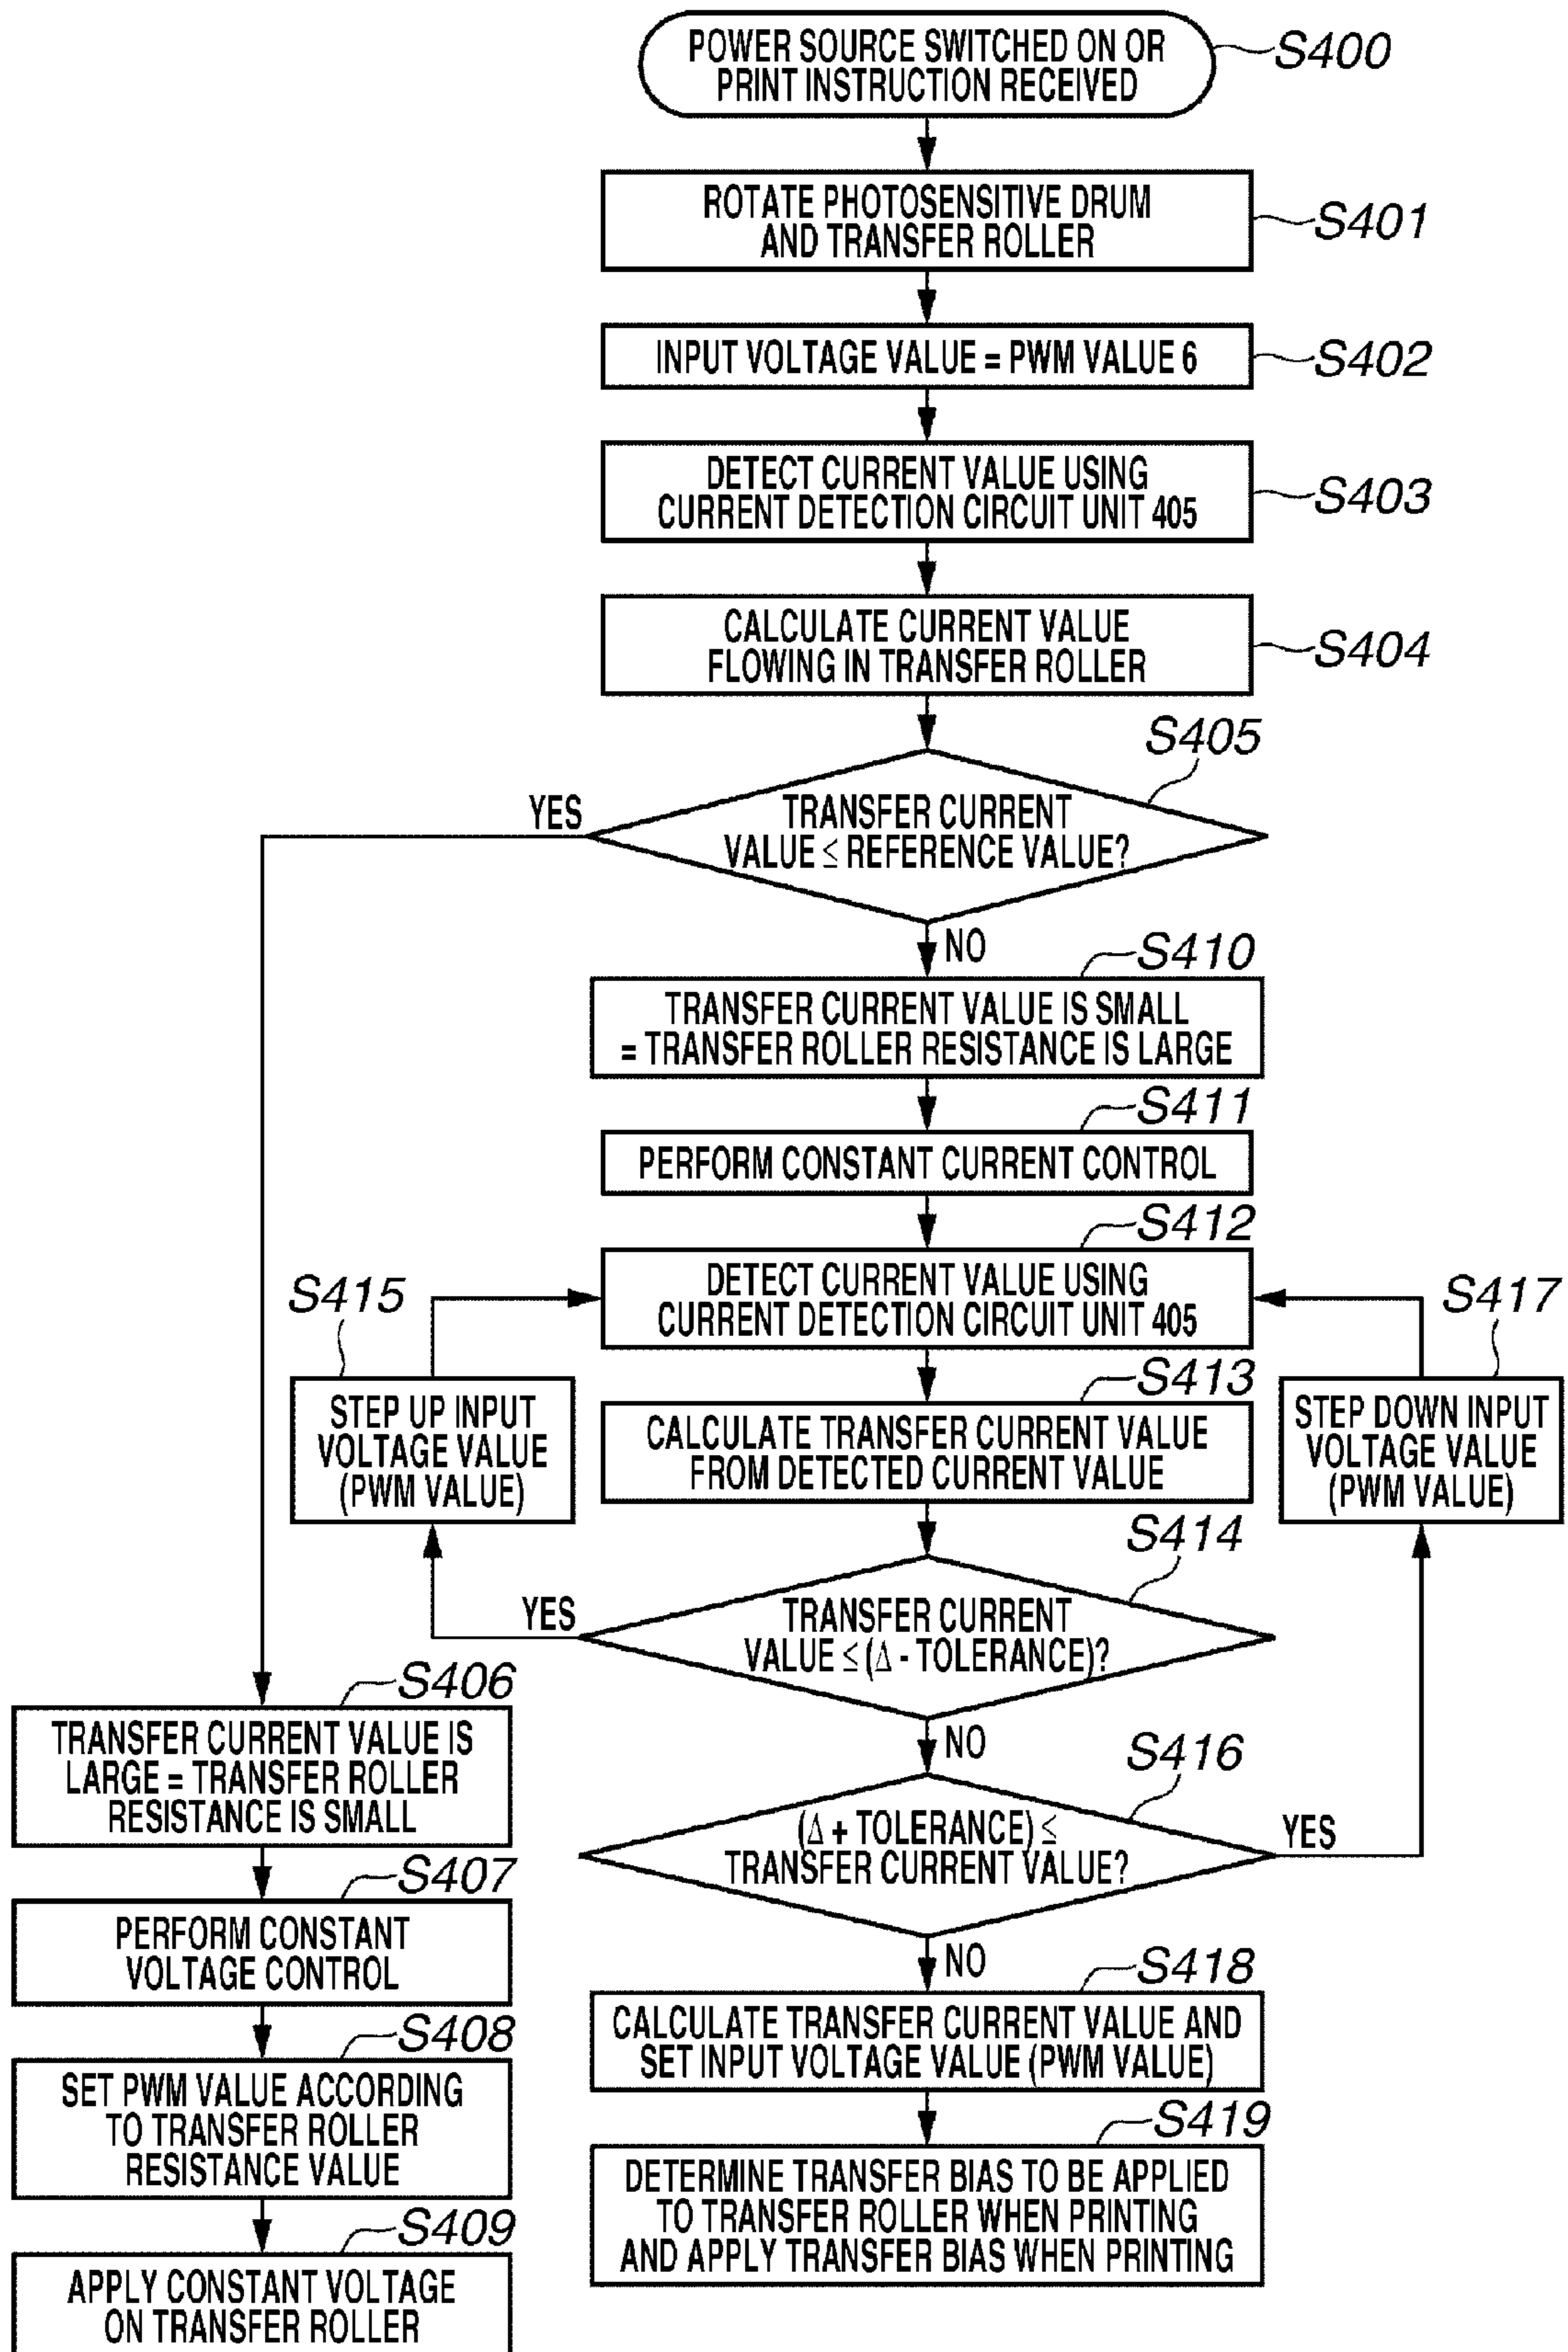 POWER SOURCE SWITCHED ON OR
PRINT INSTRUCTION RECEIVED
S400
ROTATE PHOTOSENSITIVE DRUM
AND TRANSFER ROLLER
S401
INPUT VOLTAGE VALUE = PWM VALUE 6
S402
DETECT CURRENT VALUE USING
CURRENT DETECTION CIRCUIT UNIT 405
S403
CALCULATE CURRENT VALUE
FLOWING IN TRANSFER ROLLER
S404
S405
TRANSFER CURRENT
VALUE ≤ REFERENCE VALUE?
YES
NO
S410
TRANSFER CURRENT VALUE IS SMALL
= TRANSFER ROLLER RESISTANCE IS LARGE
S411
PERFORM CONSTANT CURRENT CONTROL
S412
DETECT CURRENT VALUE USING
CURRENT DETECTION CIRCUIT UNIT 405
S415
STEP UP INPUT
VOLTAGE VALUE
(PWM VALUE)
S413
CALCULATE TRANSFER CURRENT VALUE
FROM DETECTED CURRENT VALUE
S417
STEP DOWN INPUT
VOLTAGE VALUE
(PWM VALUE)
S414
TRANSFER CURRENT
VALUE ≤ (Δ - TOLERANCE)?
YES
NO
S416
(Δ + TOLERANCE) ≤
TRANSFER CURRENT VALUE?
YES
NO
S406
TRANSFER CURRENT VALUE IS
LARGE = TRANSFER ROLLER
RESISTANCE IS SMALL
S407
PERFORM CONSTANT
VOLTAGE CONTROL
S408
SET PWM VALUE ACCORDING
TO TRANSFER ROLLER
RESISTANCE VALUE
S409
APPLY CONSTANT VOLTAGE
ON TRANSFER ROLLER
S418
CALCULATE TRANSFER CURRENT VALUE AND
SET INPUT VOLTAGE VALUE (PWM VALUE)
S419
DETERMINE TRANSFER BIAS TO BE APPLIED
TO TRANSFER ROLLER WHEN PRINTING
AND APPLY TRANSFER BIAS WHEN PRINTING